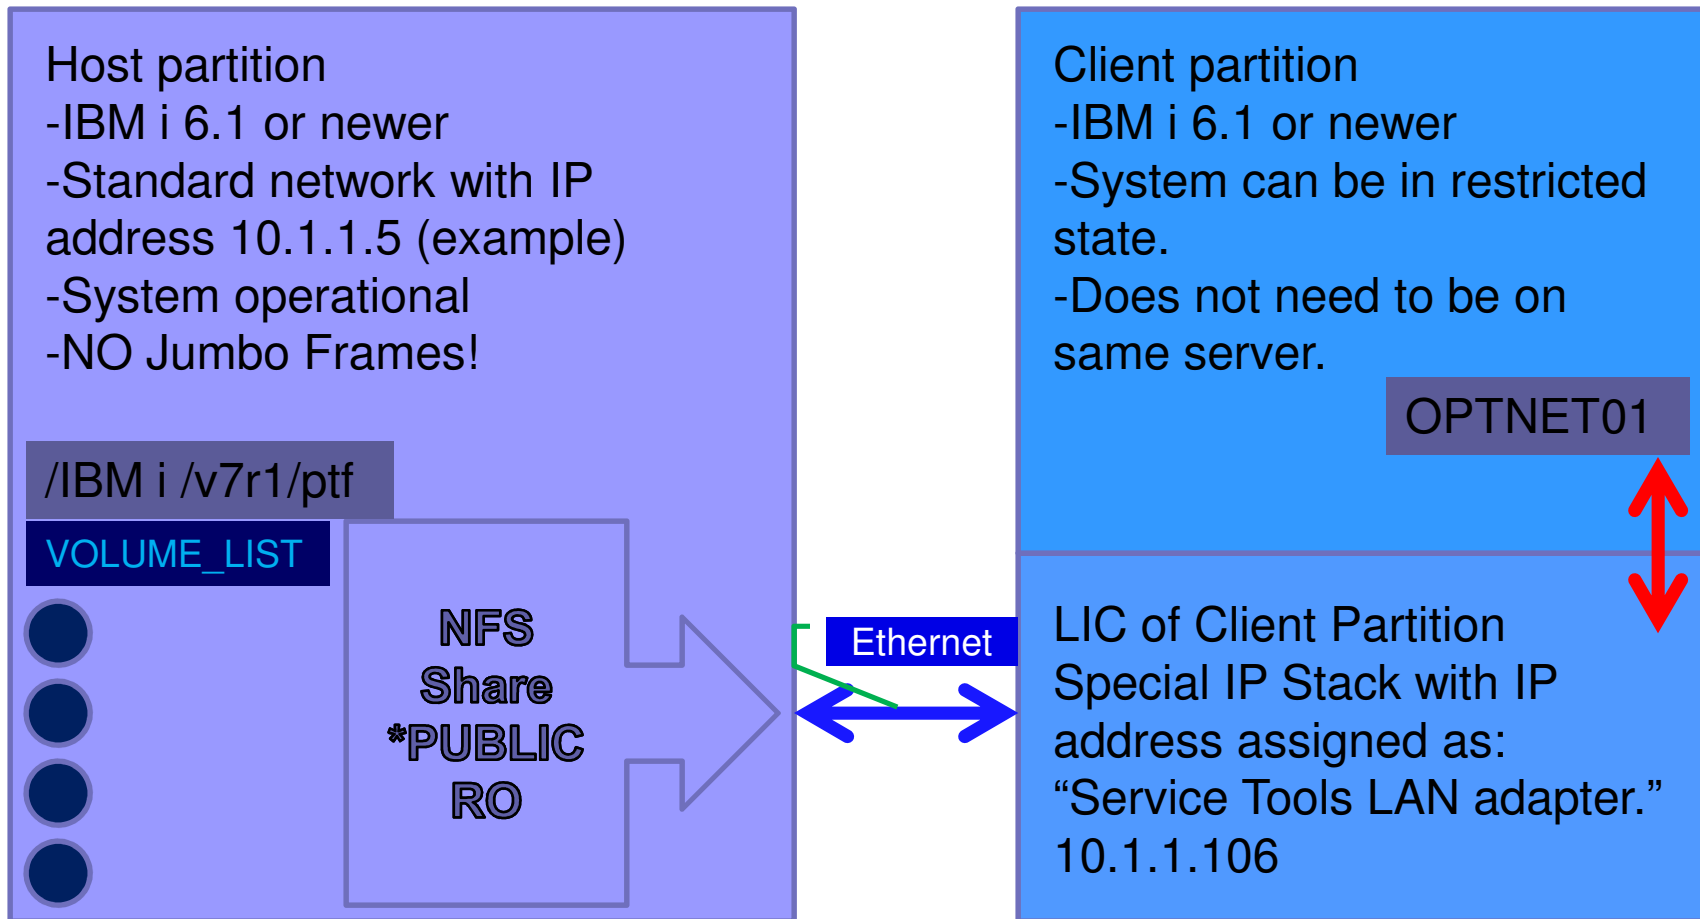 Host partition
-IBM i 6.1 or newer
-Standard network with IP
address 10.1.1.5 (example)
-System operational
-NO Jumbo Frames!
/IBM i /v7r1/ptf
VOLUME_LIST
NFS
Share
*PUBLIC
RO
Ethernet
Client partition
-IBM i 6.1 or newer
-System can be in restricted
state.
-Does not need to be on
same server.
OPTNET01
LIC of Client Partition
Special IP Stack with IP
address assigned as:
“Service Tools LAN adapter.”
10.1.1.106